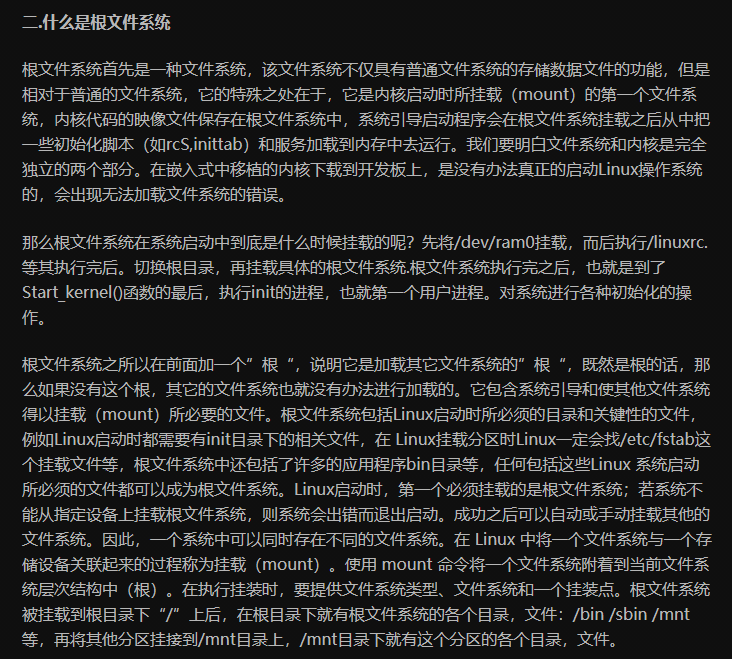 二.什么是根文件系统
根文件系统首先是一种文件系统，该文件系统不仅具有普通文件系统的存储数据文件的功能，但是
相对于普通的文件系统，它的特殊之处在于，它是内核启动时所挂载（mount）的第一个文件系
统，内核代码的映像文件保存在根文件系统中，系统引导启动程序会在根文件系统挂载之后从中把
一些初始化脚本（如rcS,inittab）和服务加载到内存中去运行。我们要明白文件系统和内核是完全
独立的两个部分。在嵌入式中移植的内核下载到开发板上，是没有办法真正的启动Linux操作系统
的，会出现无法加载文件系统的错误。
那么根文件系统在系统启动中到底是什么时候挂载的呢？先将/dev/ram0挂载，而后执行/linuxrc.
等其执行完后。切换根目录，再挂载具体的根文件系统.根文件系统执行完之后，也就是到了
Start_kernel()函数的最后，执行init的进程，也就第一个用户进程。对系统进行各种初始化的操
作。
根文件系统之所以在前面加一个”根“，说明它是加载其它文件系统的”根“，既然是根的话，那
么如果没有这个根，其它的文件系统也就没有办法进行加载的。它包含系统引导和使其他文件系统
得以挂载（mount）所必要的文件。根文件系统包括Linux启动时所必须的目录和关键性的文件，
例如Linux启动时都需要有init目录下的相关文件，在 Linux挂载分区时Linux一定会找/etc/fstab这
个挂载文件等，根文件系统中还包括了许多的应用程序bin目录等，任何包括这些Linux 系统启动
所必须的文件都可以成为根文件系统。Linux启动时，第一个必须挂载的是根文件系统；若系统不
能从指定设备上挂载根文件系统，则系统会出错而退出启动。成功之后可以自动或手动挂载其他的
文件系统。因此，一个系统中可以同时存在不同的文件系统。在 Linux 中将一个文件系统与一个存
储设备关联起来的过程称为挂载（mount）。使用 mount 命令将一个文件系统附着到当前文件系
统层次结构中（根）。在执行挂装时，要提供文件系统类型、文件系统和一个挂装点。根文件系统
被挂载到根目录下“/”上后，在根目录下就有根文件系统的各个目录，文件：/bin /sbin /mnt
等，再将其他分区挂接到/mnt目录上，/mnt目录下就有这个分区的各个目录，文件。